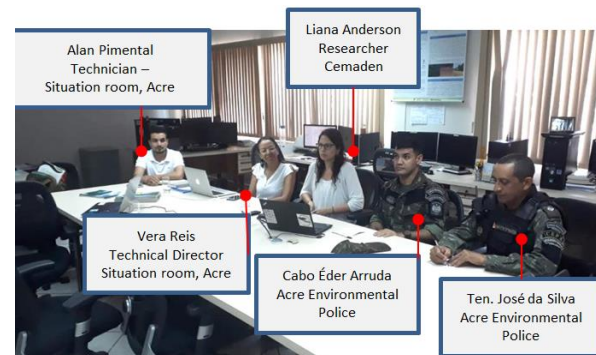 Alan Pimental
Technician –
Situation room, Acre
Liana Anderson
Researcher
Cemaden
Vera Reis
Technical Director
Situation room, Acre
Cabo Éder Arruda
Acre Environmental
Police
Ten. José da Silva
Acre Environmental
Police